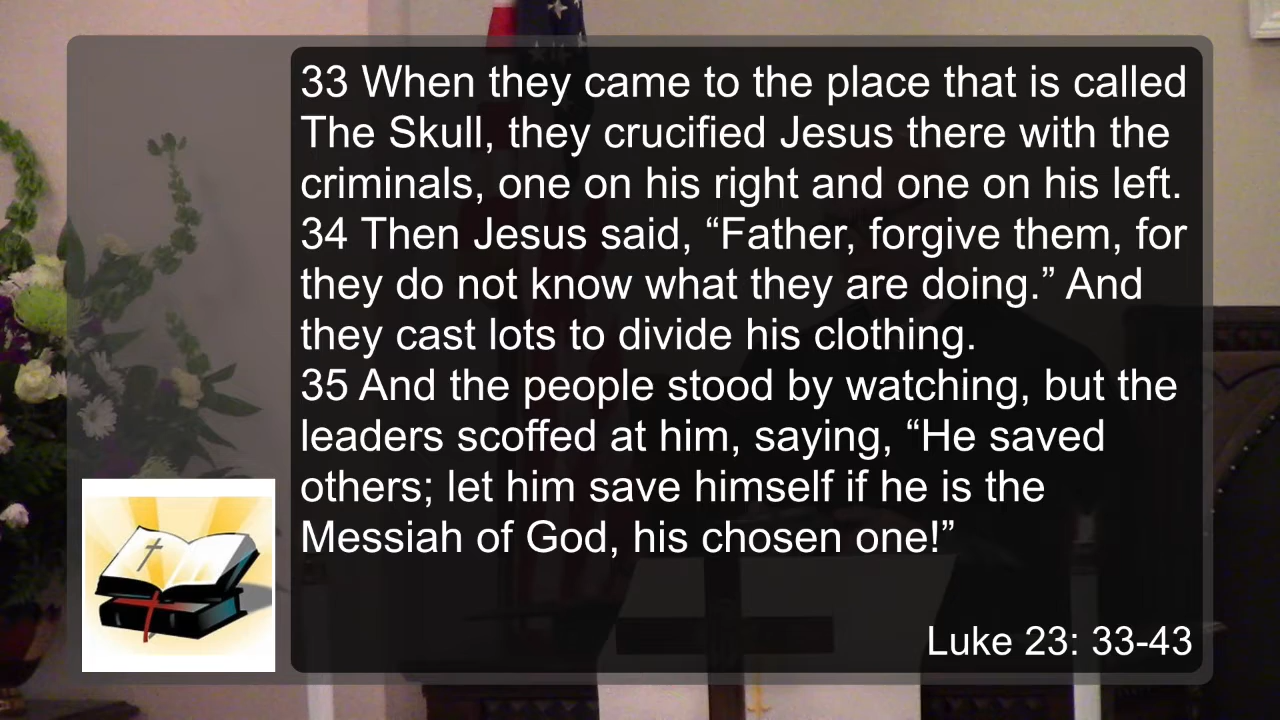 33 When they came to the place that is called
The Skull, they crucified Jesus there with the
criminals, one on his right and one on his left.
34 Then Jesus said, “Father, forgive them, for
they do not know what they are doing.” And
they cast lots to divide his clothing.
35 And the people stood by watching, but the
leaders scoffed at him, saying, “He saved
others; let him save himself if he is the
Messiah of God, his chosen one!”
Luke 23: 33-43